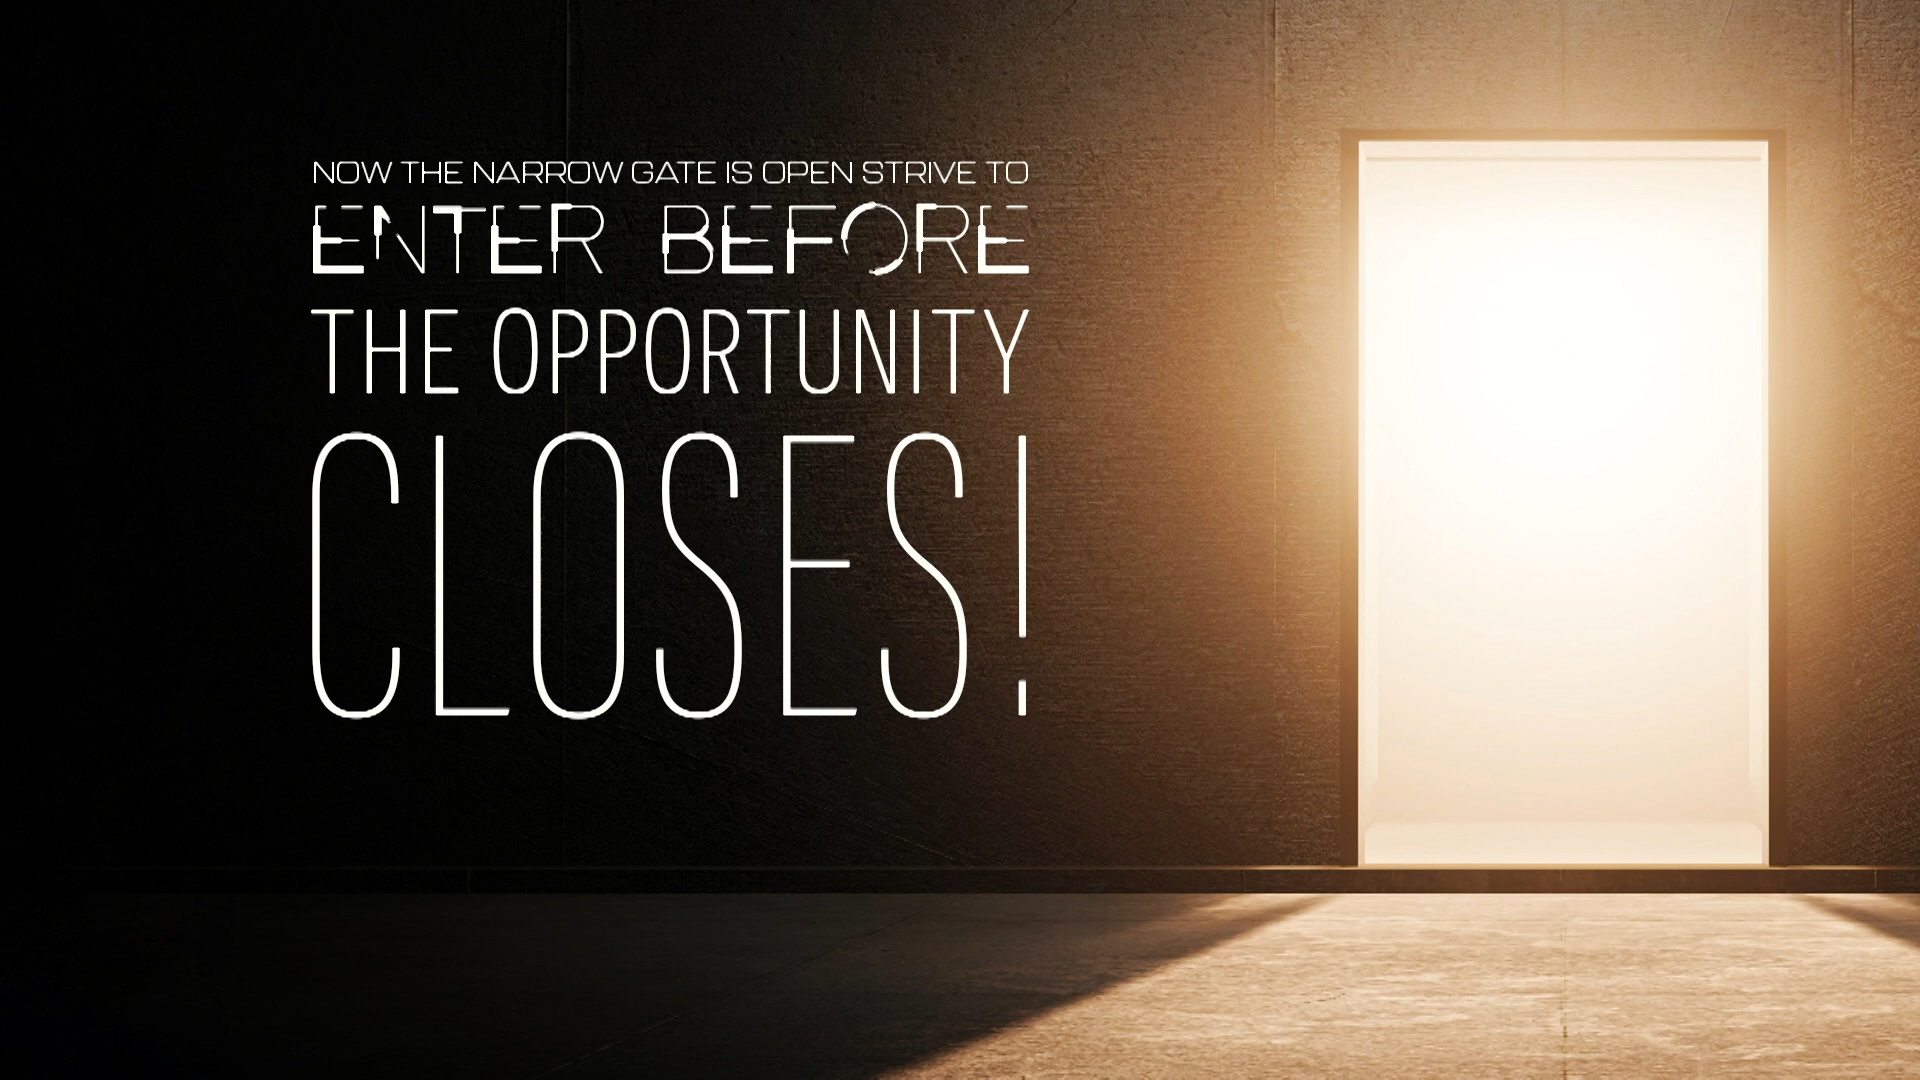 NOW THE NARROW GATE IS OPEN STRIVE TO
ENTER BEFORE
THE OPPORTUNITY
CLOSES!